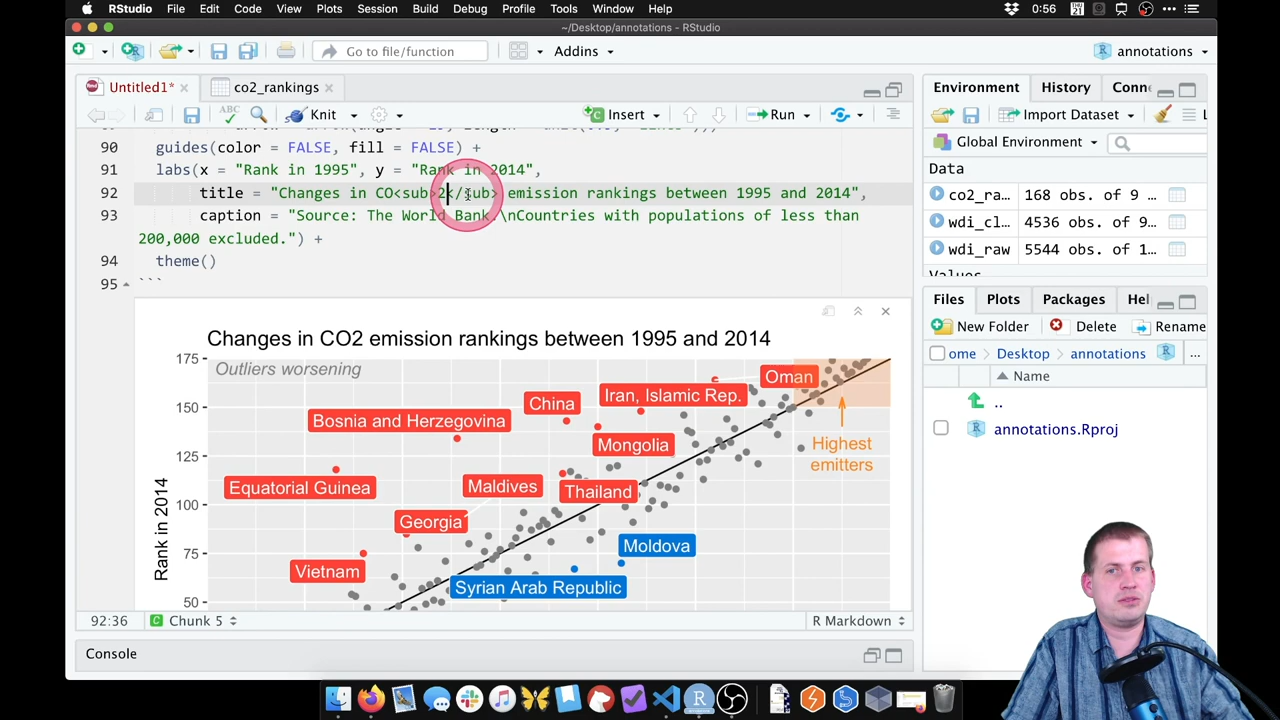 RStudio File Edit Code View Plots Session Build Debug Profile Tools Window Help 0:56 THU 21
~/Desktop/annotations - RStudio
Go to file/function Addins annotations
Untitled1* co2_rankings
ABC Knit Insert Run
90 guides(color = FALSE, fill = FALSE) +
91 labs(x = "Rank in 1995", y = "Rank in 2014",
92 title = "Changes in CO<sub>2</sub> emission rankings between 1995 and 2014",
93 caption = "Source: The World Bank.\nCountries with populations of less than
200,000 excluded.") +
94 theme()
95 ```
Changes in CO2 emission rankings between 1995 and 2014
Outliers worsening
175
150
125
100
75
50
Rank in 2014
Oman
Iran, Islamic Rep.
China
Bosnia and Herzegovina
Mongolia
Highest
emitters
Maldives
Equatorial Guinea
Thailand
Georgia
Moldova
Vietnam
Syrian Arab Republic
92:36 C Chunk 5 R Markdown
Console
Environment History Conn
Import Dataset
Global Environment
Data
co2_ra... 168 obs. of 9 ...
wdi_cl... 4536 obs. of 9...
wdi_raw 5544 obs. of 1...
Values
Files Plots Packages Hel
New Folder Delete Rename
ome Desktop annotations R ...
Name
..
annotations.Rproj